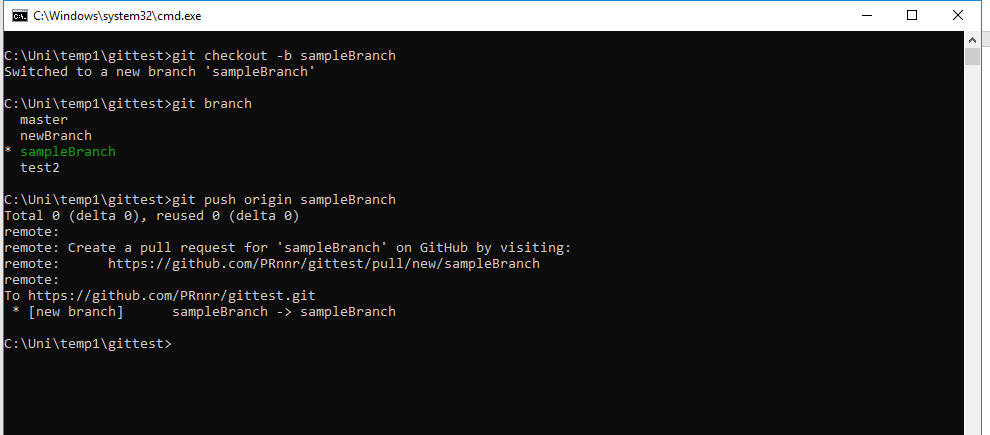 C:\Windows\system32\cmd.exe
C:\Uni\temp1\gittest>git checkout -b sampleBranch
Switched to a new branch 'sampleBranch'
C:\Uni\temp1\gittest>git branch
  master
  newBranch
* sampleBranch
  test2
C:\Uni\temp1\gittest>git push origin sampleBranch
Total 0 (delta 0), reused 0 (delta 0)
remote:
remote: Create a pull request for 'sampleBranch' on GitHub by visiting:
remote:      https://github.com/PRnnr/gittest/pull/new/sampleBranch
remote:
To https://github.com/PRnnr/gittest.git
 * [new branch]      sampleBranch -> sampleBranch
C:\Uni\temp1\gittest>